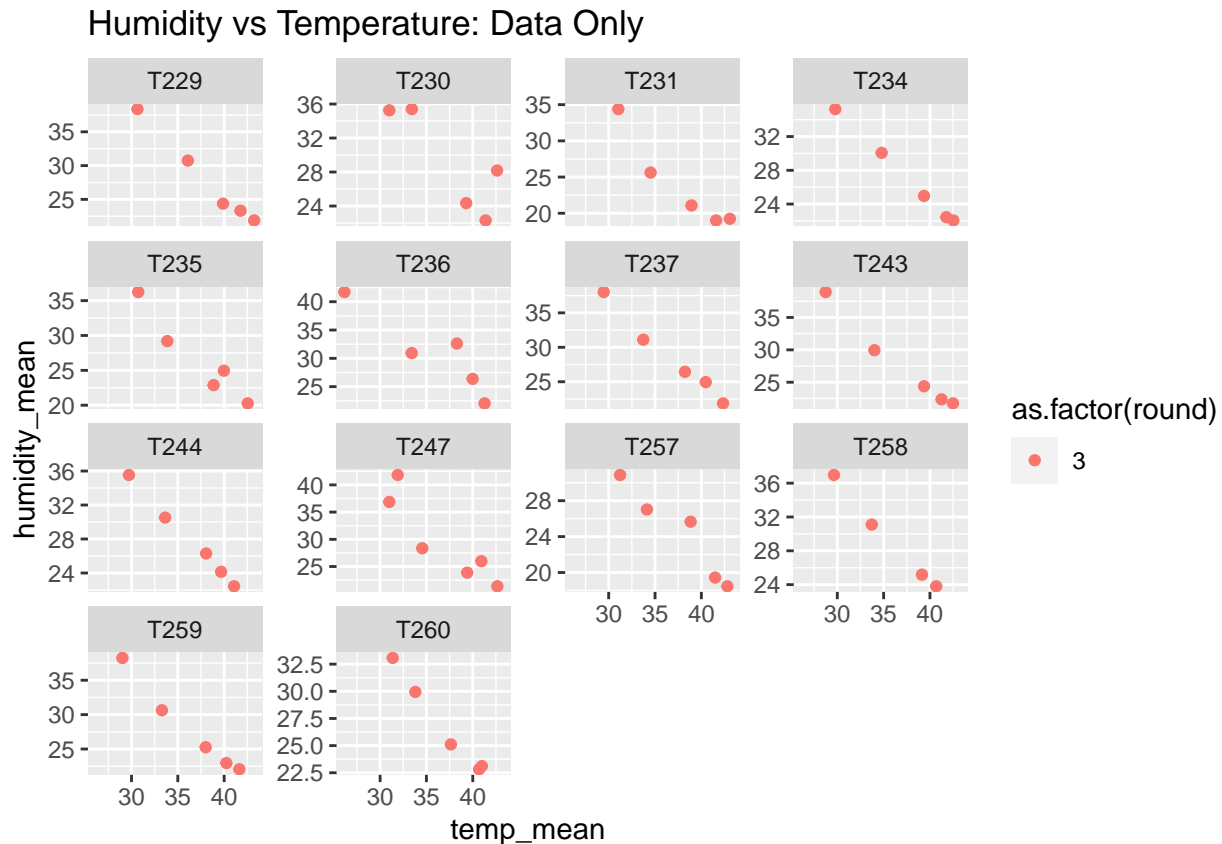 Humidity vs Temperature: Data Only
T229
T230
T231
T234
35
30
25
36
32
28
24
35
30
25
20
32
28
24
T235
T236
T237
T243
35
30
25
20
40
35
30
25
35
30
25
35
30
25
T244
T247
T257
T258
36
32
28
24
40
35
30
25
28
24
20
36
32
28
24
30 35 40
30 35 40
T259
T260
35
30
25
32.5
30.0
27.5
25.0
22.5
30 35 40
30 35 40
temp_mean
humidity_mean
as.factor(round)
3